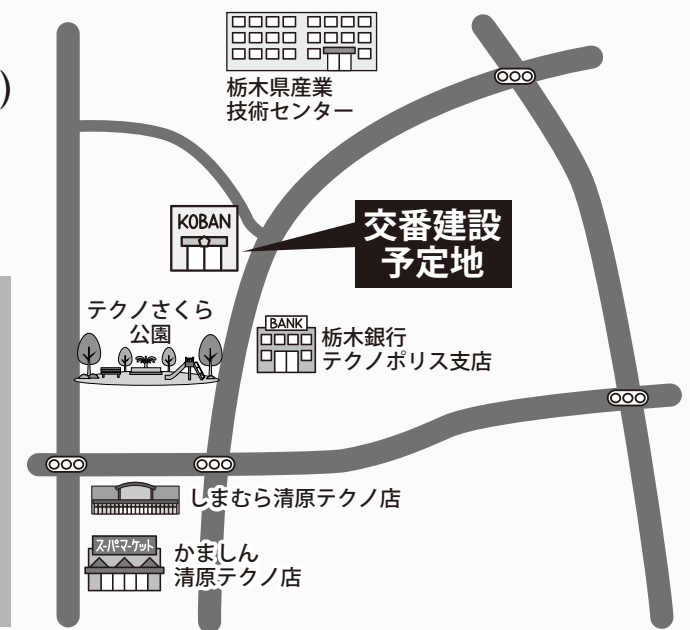 )
栃木県産業
技術センター
KOBAN
交番建設
予定地
テクノさくら
公園
BANK
栃木銀行
テクノポリス支店
しまむら清原テクノ店
スーパーマーケット
かましん
清原テクノ店